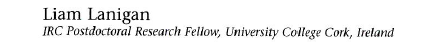 Liam Lanigan
IRC Postdoctoral Research Fellow, University College Cork, Ireland